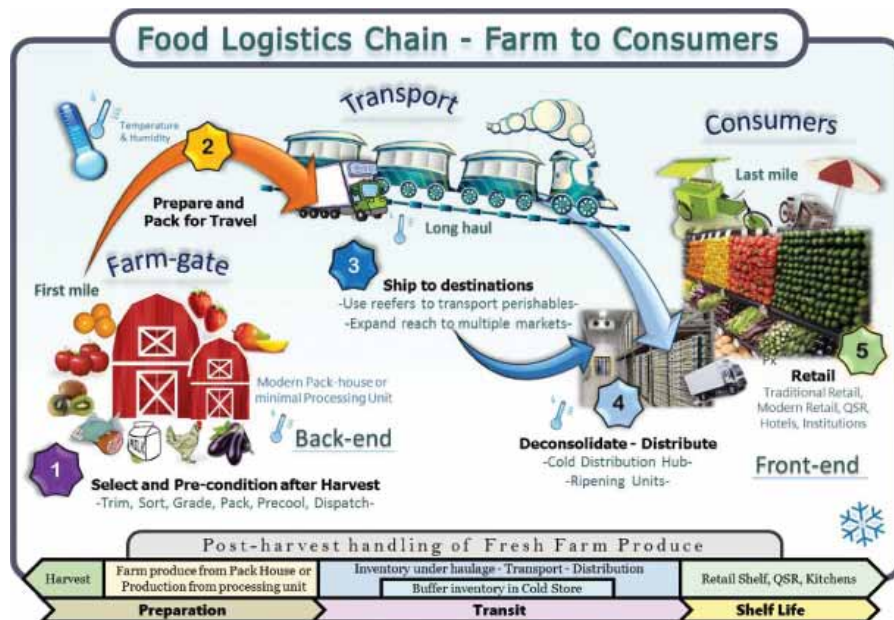 Food Logistics Chain - Farm to Consumers
Transport
Consumers
Temperature
& Humidity
2
Last mile
Prepare and
Pack for Travel
Long haul
Farm-gate
First mile
3
Ship to destinations
-Use reefers to transport perishables-
-Expand reach to multiple markets-
5
Px
Retail
Traditional Retail,
Modern Retail, QSR,
Hotels, Institutions
Modern Pack-house or
minimal Processing Unit
MILK
4
Back-end
Deconsolidate - Distribute
-Cold Distribution Hub-
-Ripening Units-
Front-end
1
Select and Pre-condition after Harvest
-Trim, Sort, Grade, Pack, Precool, Dispatch-
Post-harvest handling of Fresh Farm Produce
Harvest
Farm produce from Pack House or
Production from processing unit
Inventory under haulage - Transport - Distribution
Buffer inventory in Cold Store
Retail Shelf, QSR, Kitchens
Preparation
Transit
Shelf Life